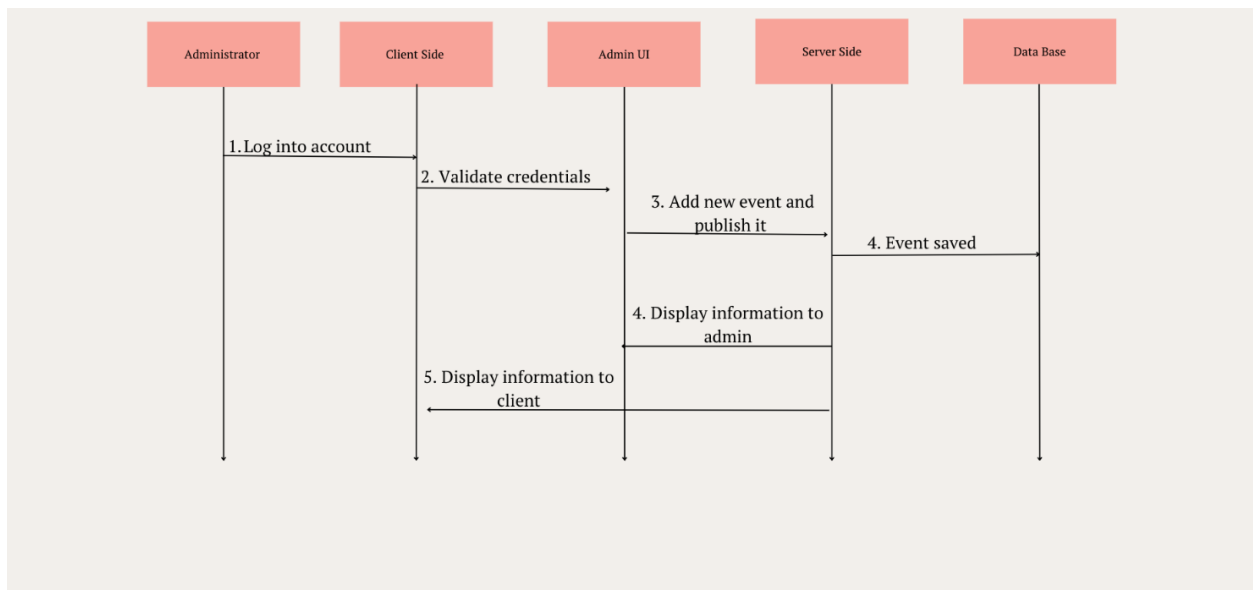 Administrator
Client Side
Admin UI
Server Side
Data Base
1. Log into account
2. Validate credentials
3. Add new event and
publish it
4. Event saved
4. Display information to
admin
5. Display information to
client